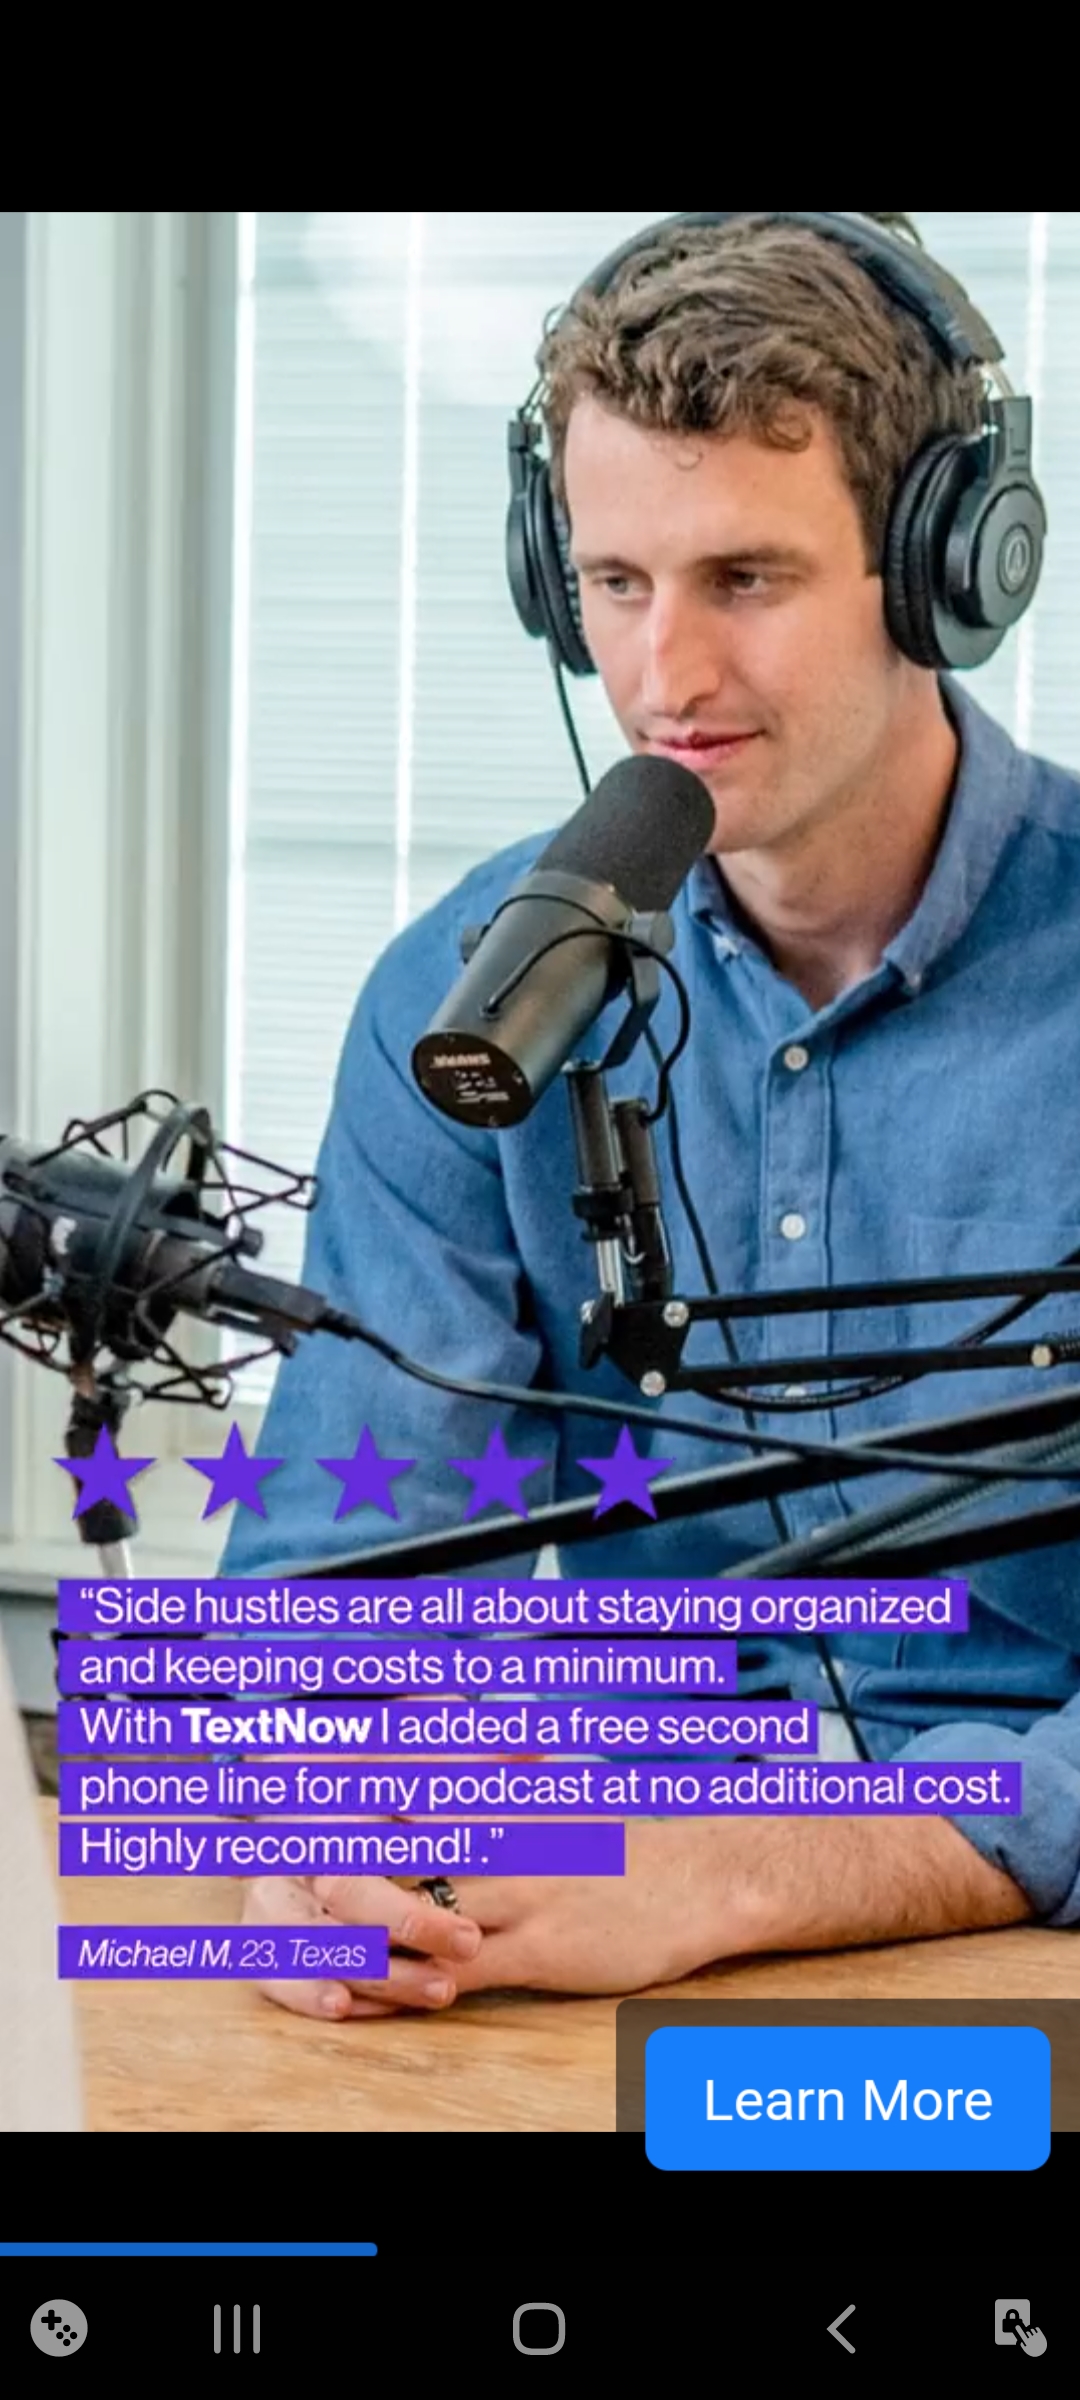 “Side hustles are all about staying organized
and keeping costs to a minimum.
With TextNow I added a free second
phone line for my podcast at no additional cost.
Highly recommend! .”
Michael M, 23, Texas
Learn More